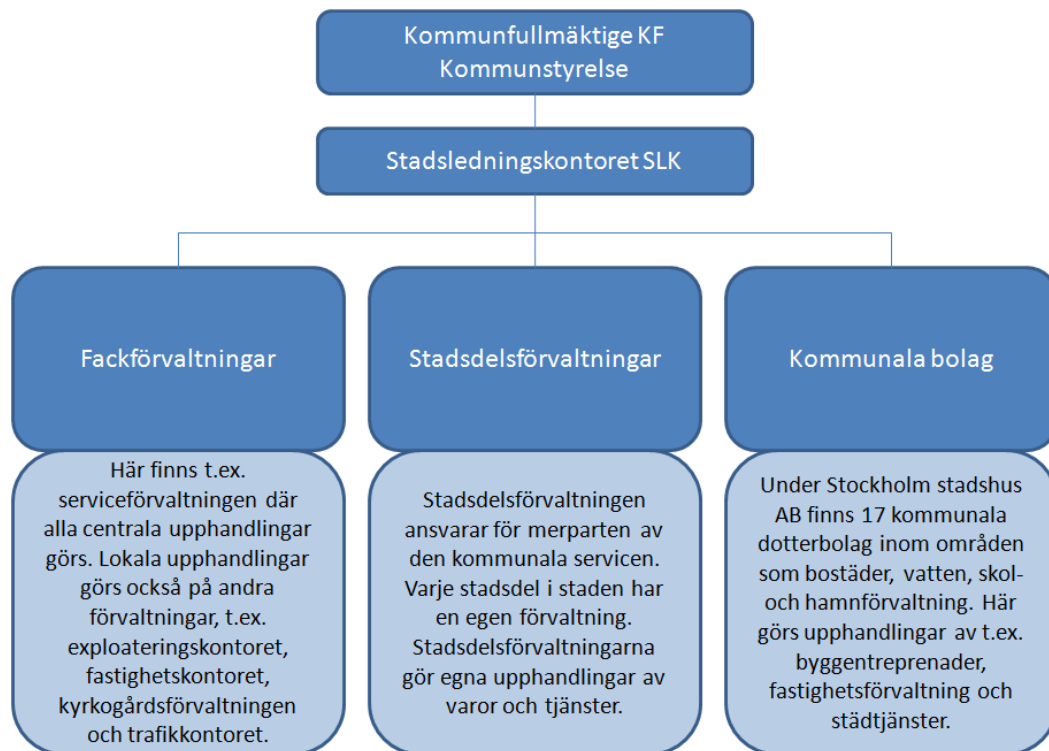 Kommunfullmäktige KF
Kommunstyrelse
Stadsledningskontoret SLK
Fackförvaltningar
Stadsdelsförvaltningar
Kommunala bolag
Här finns t.ex.
serviceförvaltningen där
alla centrala upphandlingar
görs. Lokala upphandlingar
görs också på andra
förvaltningar, t.ex.
exploateringskontoret,
fastighetskontoret,
kyrkogårdsförvaltningen
och trafikkontoret.
Stadsdelsförvaltningen
ansvarar för merparten av
den kommunala servicen.
Varje stadsdel i staden har
en egen förvaltning.
Stadsdelsförvaltningarna
gör egna upphandlingar av
varor och tjänster.
Under Stockholm stadshus
AB finns 17 kommunala
dotterbolag inom områden
som bostäder, vatten, skol-
och hamnförvaltning. Här
görs upphandlingar av t.ex.
byggentreprenader,
fastighetsförvaltning och
städtjänster.